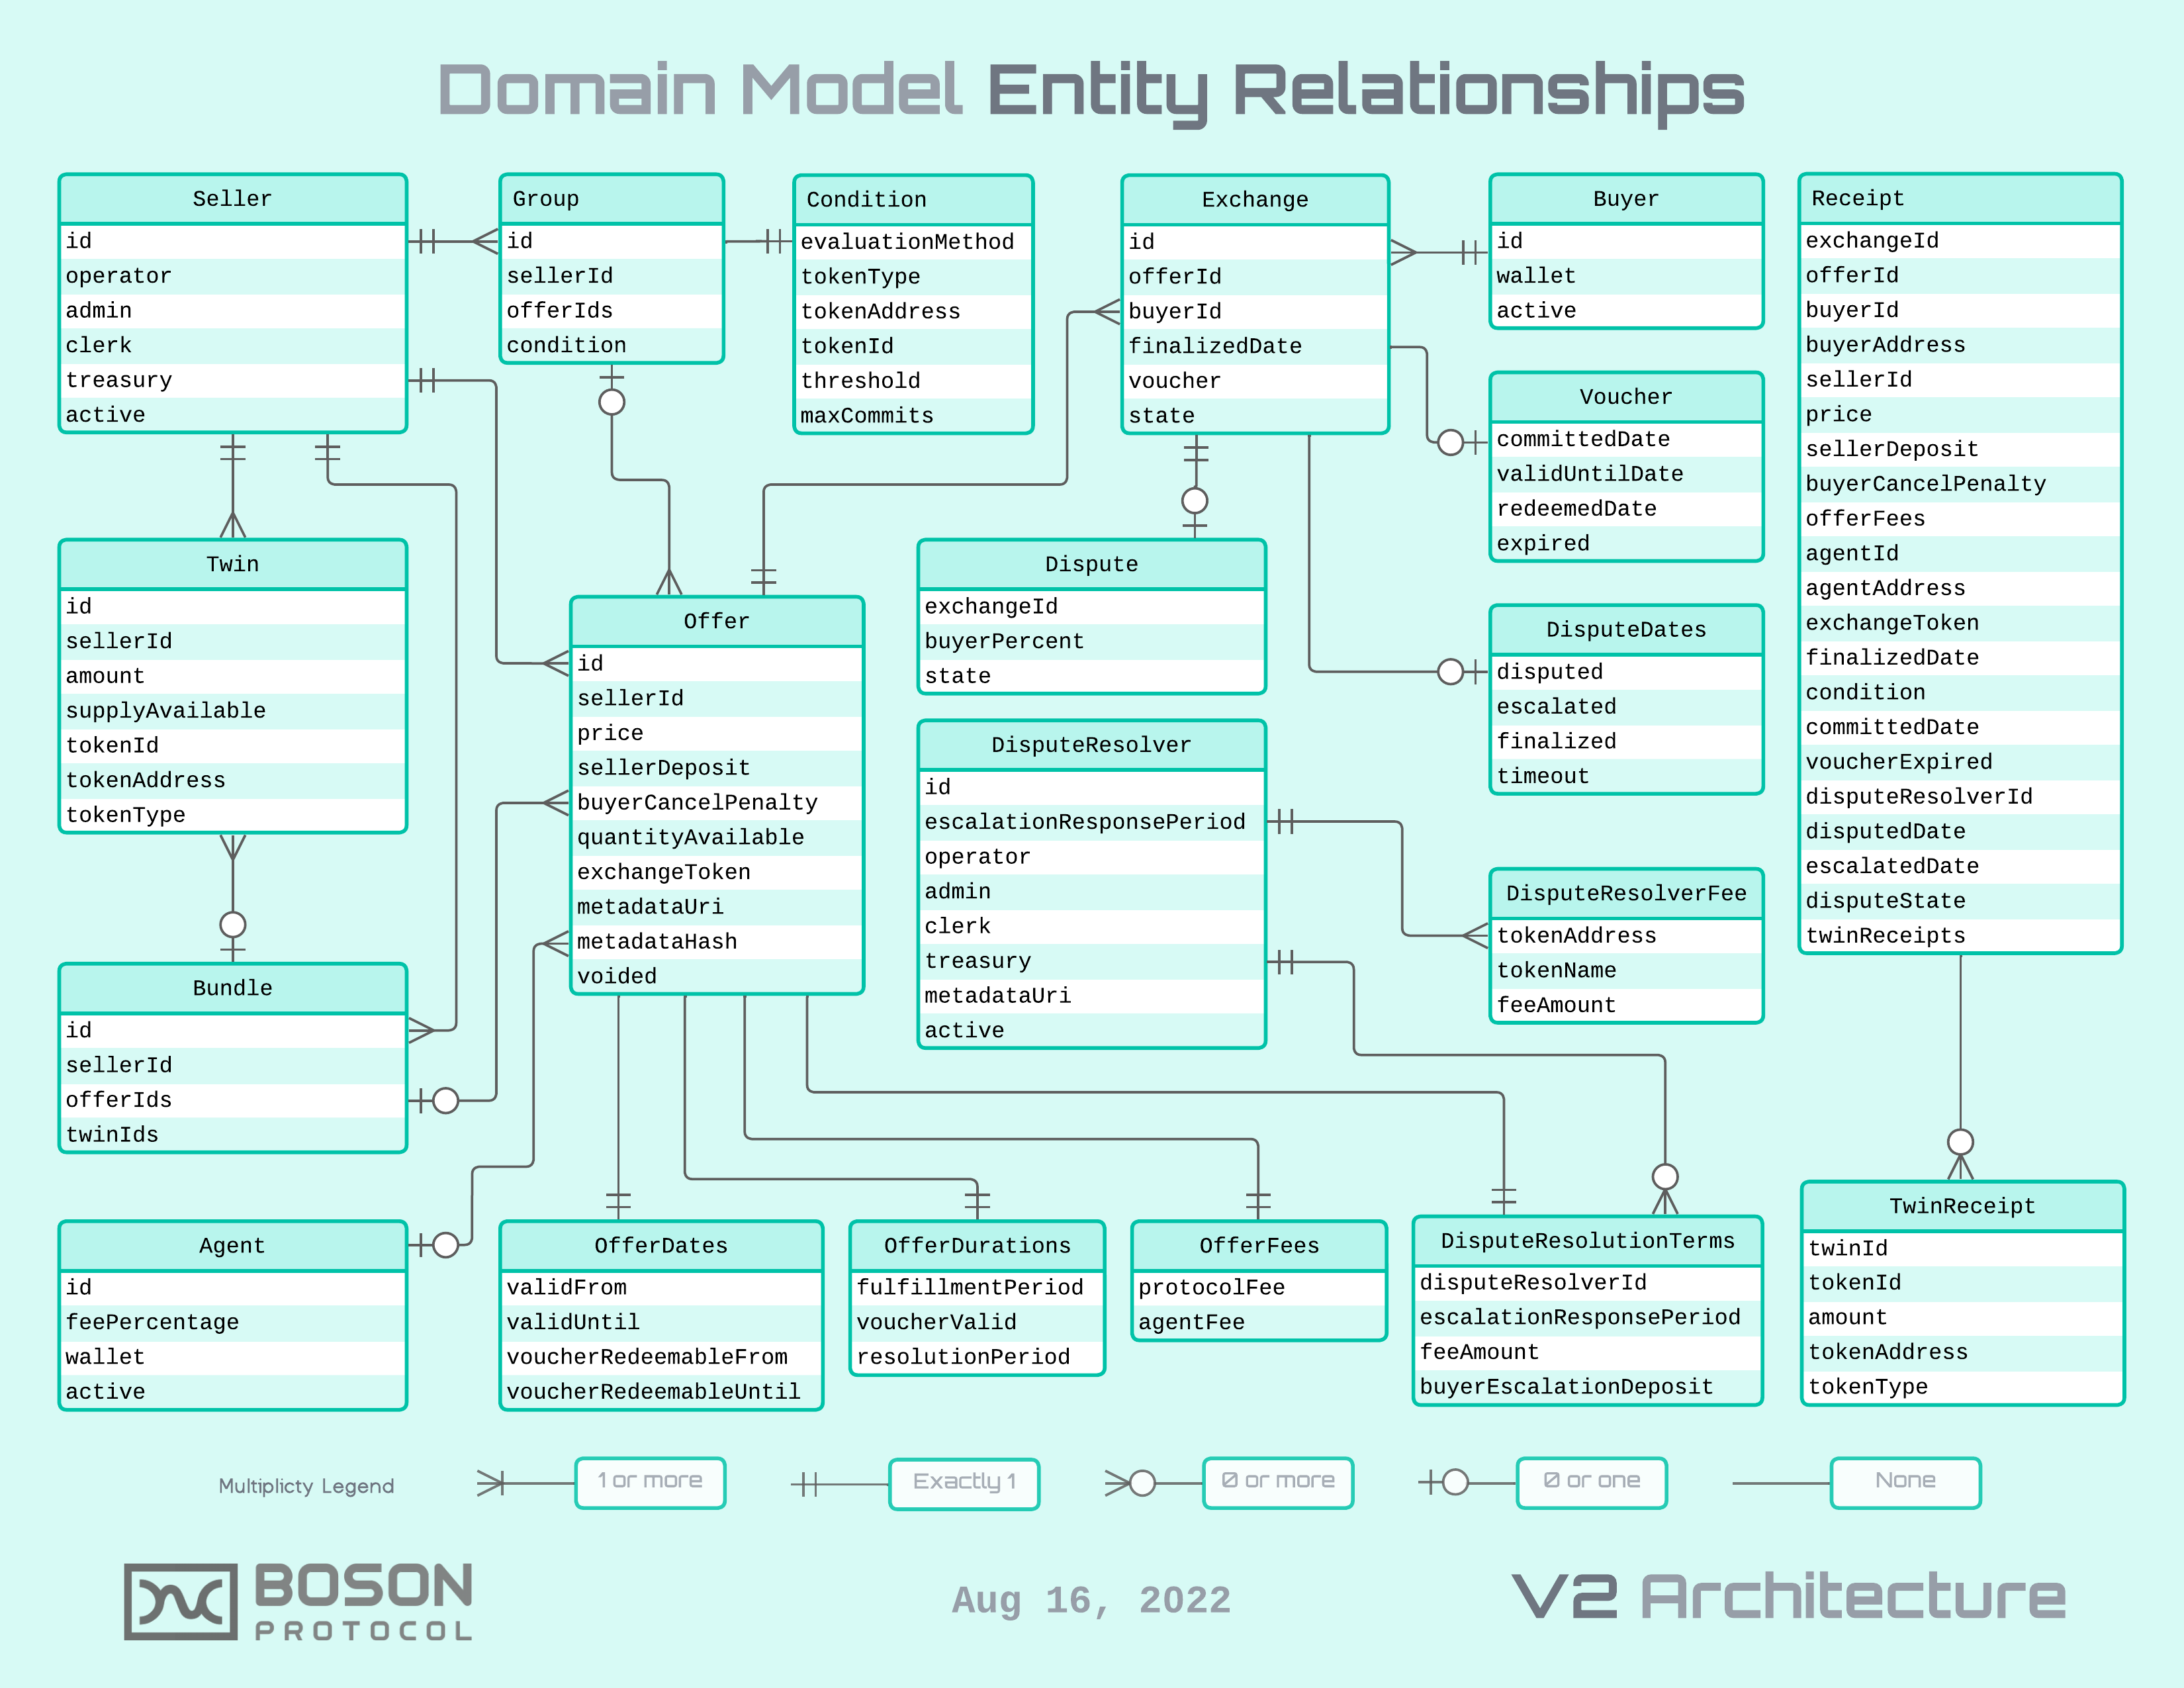 Domain Model Entity Relationships
Seller
id
operator
admin
clerk
treasury
active
Group
id
sellerId
offerIds
condition
Condition
evaluationMethod
tokenType
tokenAddress
tokenId
threshold
maxCommits
Exchange
id
offerId
buyerId
finalizedDate
voucher
state
Buyer
id
wallet
active
Receipt
exchangeId
offerId
buyerId
buyerAddress
sellerId
price
sellerDeposit
buyerCancelPenalty
offerFees
agentId
agentAddress
exchangeToken
finalizedDate
condition
committedDate
voucherExpired
disputeResolverId
disputedDate
escalatedDate
disputeState
twinReceipts
Voucher
committedDate
validUntilDate
redeemedDate
expired
Twin
id
sellerId
amount
supplyAvailable
tokenId
tokenAddress
tokenType
Offer
id
sellerId
price
sellerDeposit
buyerCancelPenalty
quantityAvailable
exchangeToken
metadataUri
metadataHash
voided
Dispute
exchangeId
buyerPercent
state
DisputeDates
disputed
escalated
finalized
timeout
DisputeResolver
id
escalationResponsePeriod
operator
admin
clerk
treasury
metadataUri
active
DisputeResolverFee
tokenAddress
tokenName
feeAmount
Bundle
id
sellerId
offerIds
twinIds
Agent
id
feePercentage
wallet
active
OfferDates
validFrom
validUntil
voucherRedeemableFrom
voucherRedeemableUntil
OfferDurations
fulfillmentPeriod
voucherValid
resolutionPeriod
OfferFees
protocolFee
agentFee
DisputeResolutionTerms
disputeResolverId
escalationResponsePeriod
feeAmount
buyerEscalationDeposit
TwinReceipt
twinId
tokenId
amount
tokenAddress
tokenType
Multiplicty Legend
1 or more
Exactly 1
0 or more
0 or one
None
BOSON
PROTOCOL
Aug 16, 2022
V2 Architecture